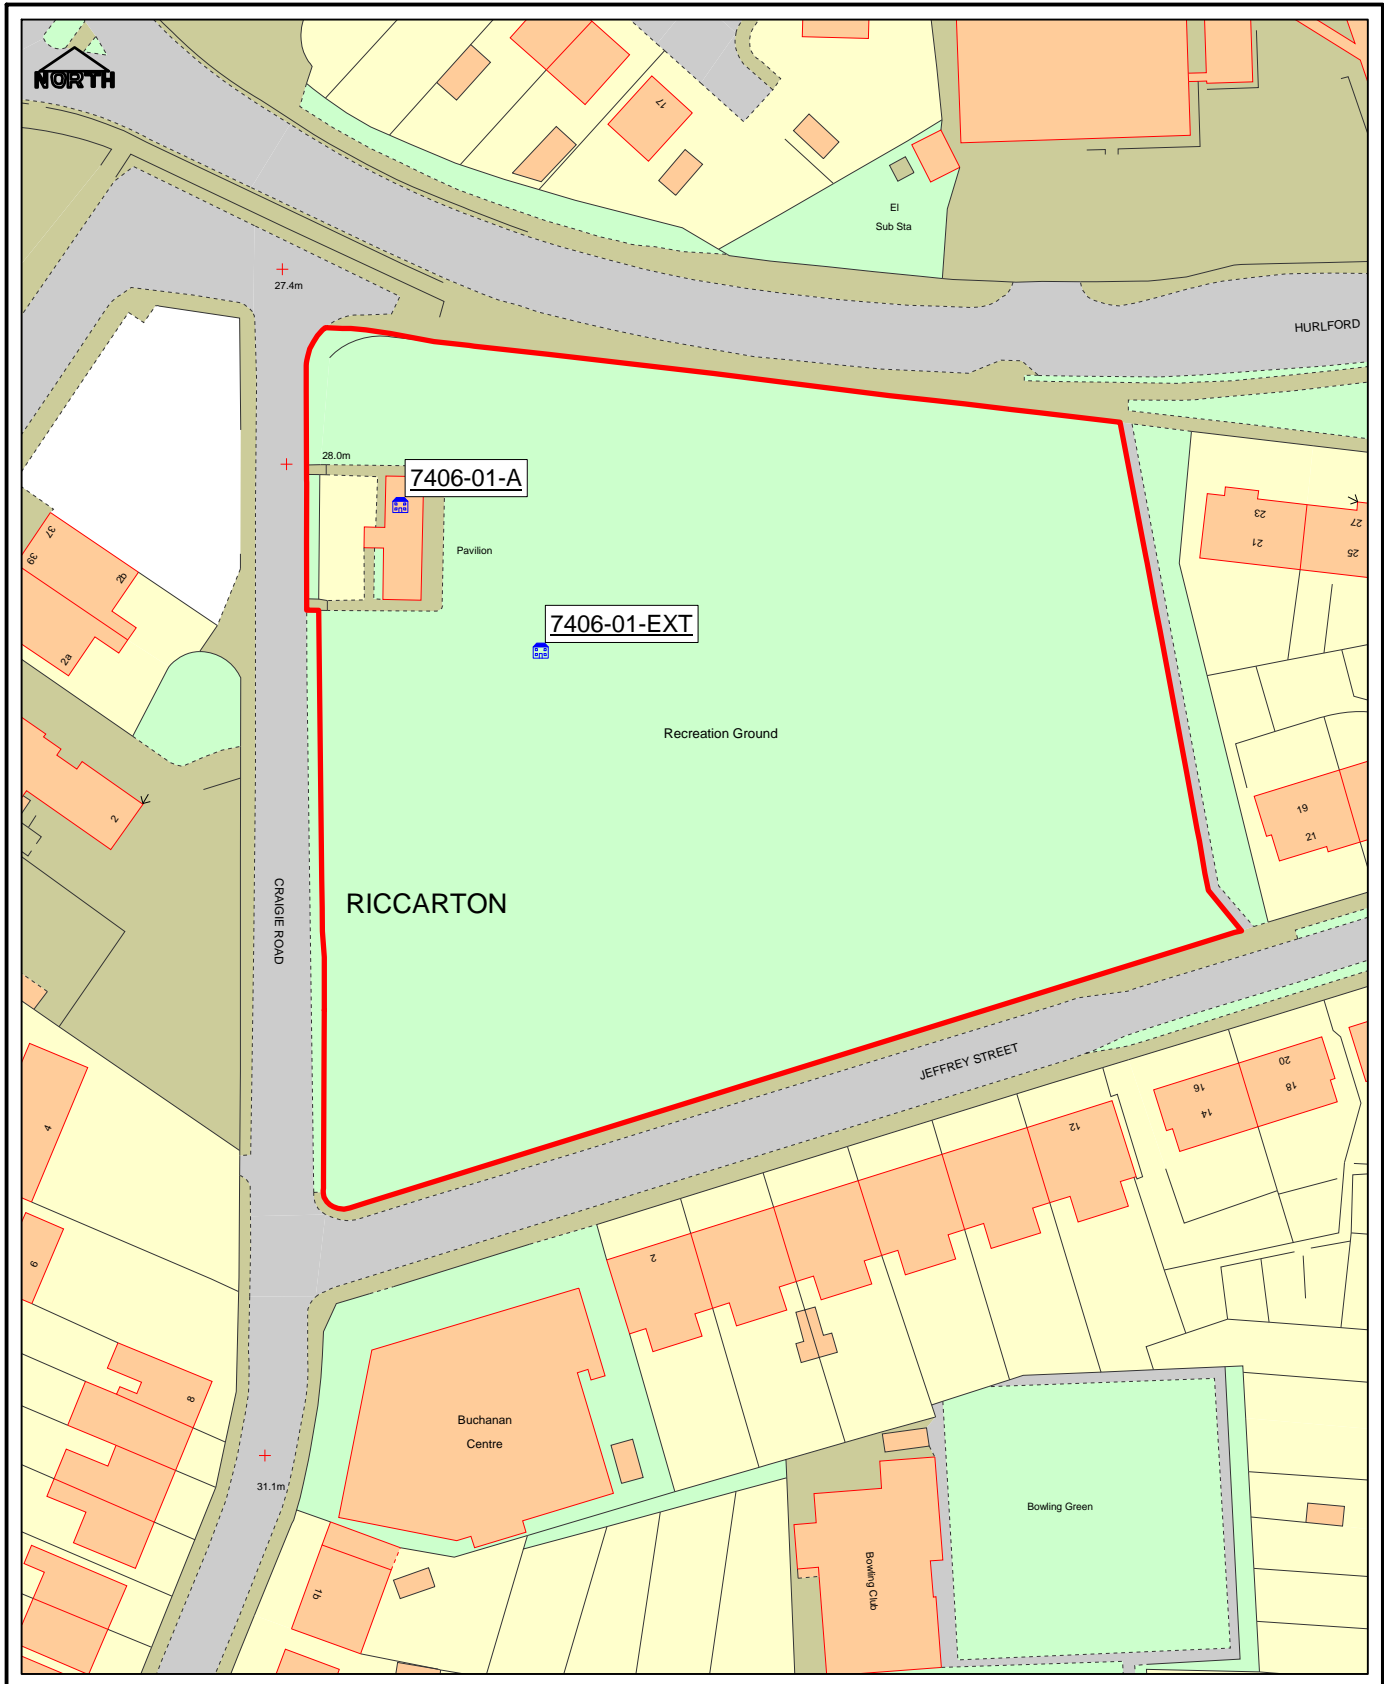 NORTH
17
El
Sub Sta
27.4m
HURLFORD
28.0m
7406-01-A
Pavilion
7406-01-EXT
23
21
27
25
37
39
2b
2a
Recreation Ground
2
19
21
CRAIGIE ROAD
RICCARTON
JEFFREY STREET
20
18
16
14
12
4
6
2
8
Buchanan
Centre
31.1m
Bowling Green
Bowling Club
1b